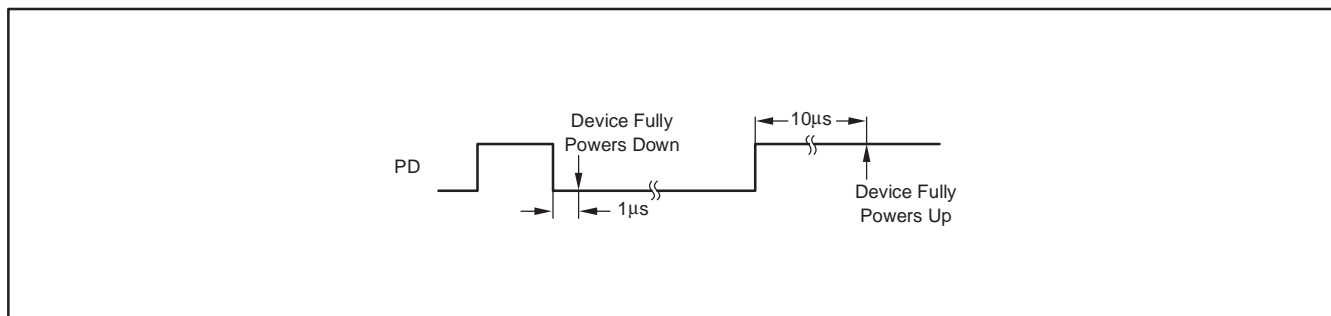 10μs
Device Fully
Powers Down
PD
Device Fully
Powers Up
1μs